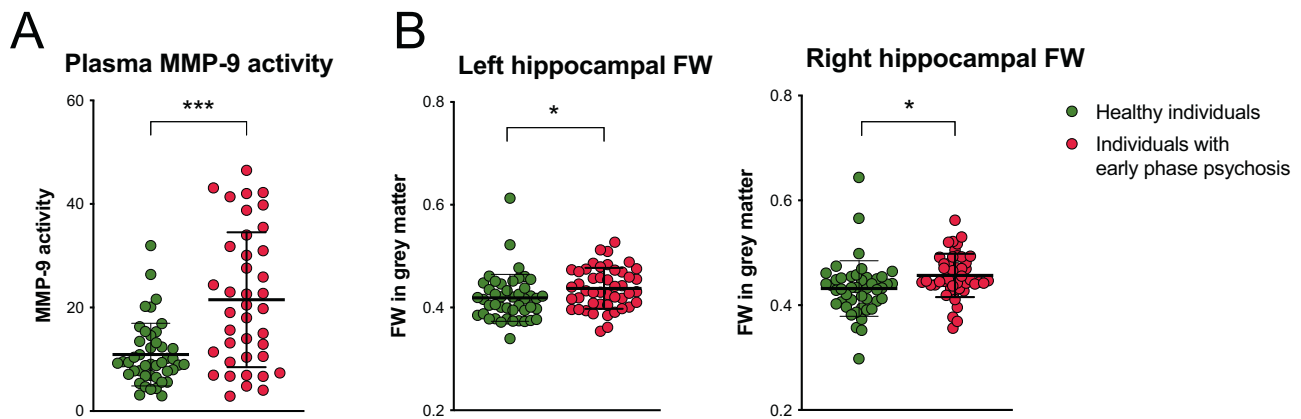 A
Plasma MMP-9 activity
MMP-9 activity
60
40
20
0
***
B
Left hippocampal FW
FW in grey matter
0.8
0.6
0.4
0.2
*
Right hippocampal FW
FW in grey matter
0.8
0.6
0.4
0.2
*
Healthy individuals
Individuals with
early phase psychosis